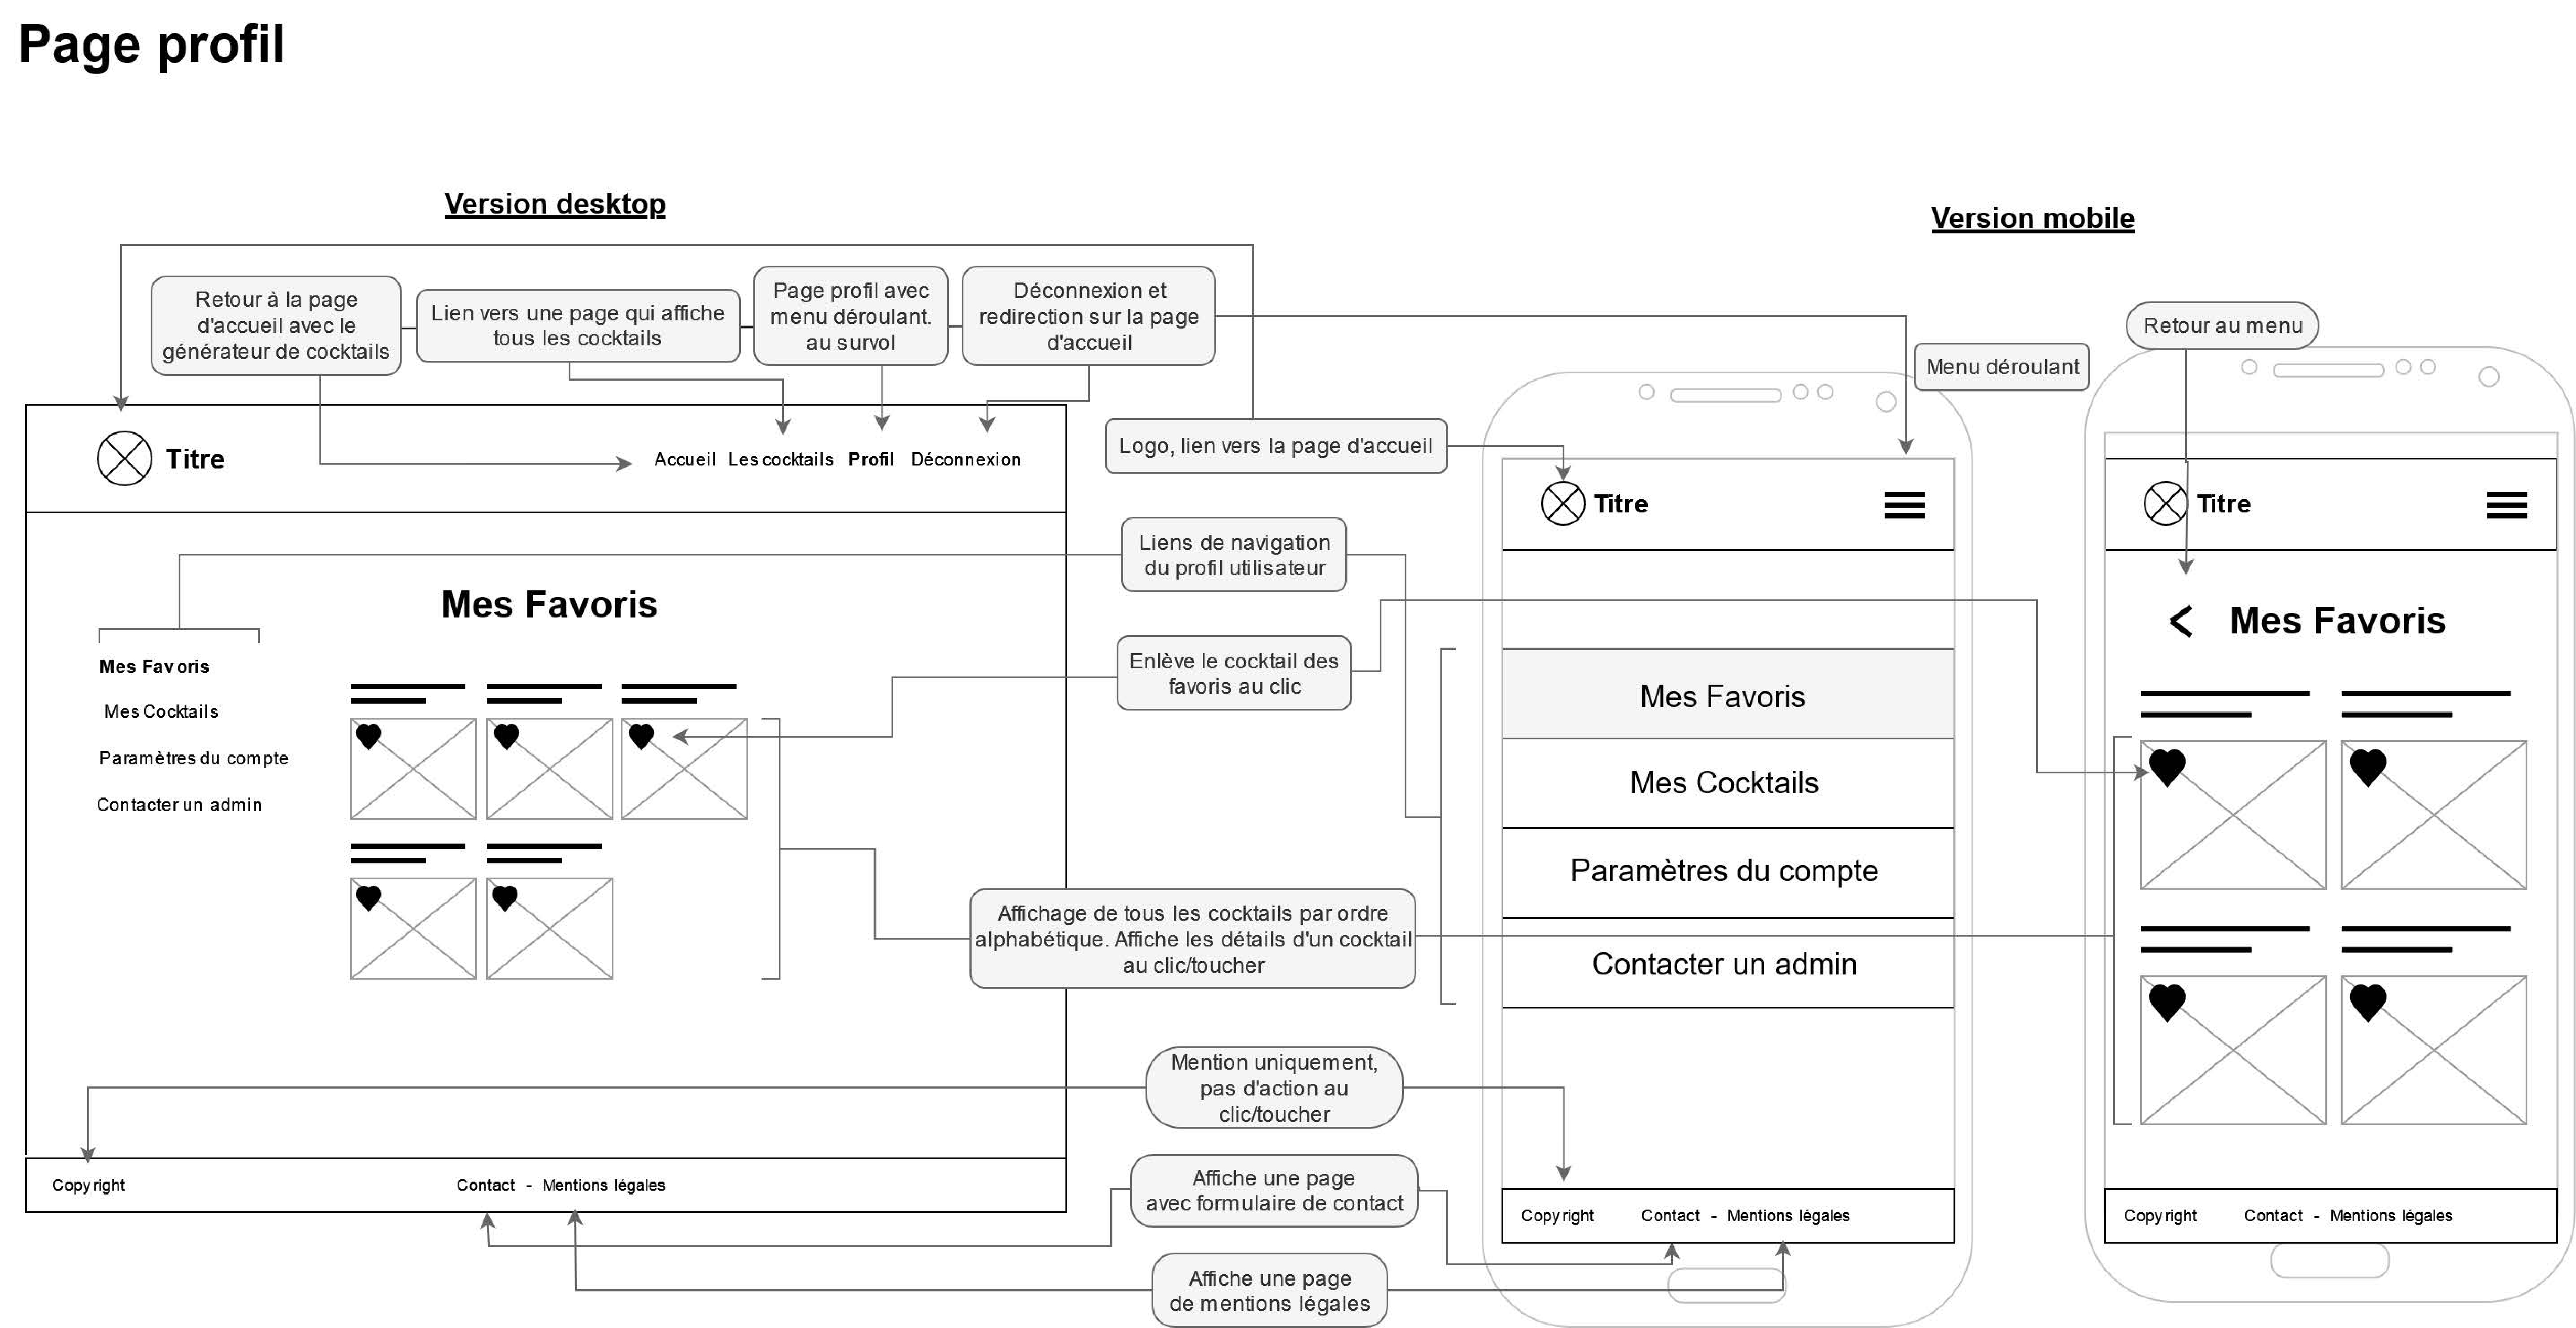 Page profil
Version desktop
Version mobile
Retour à la page
d'accueil avec le
générateur de cocktails
Lien vers une page qui affiche
tous les cocktails
Page profil avec
menu déroulant.
au survol
Déconnexion et
redirection sur la page
d'accueil
Menu déroulant
Retour au menu
Titre
Accueil Les cocktails Profil Déconnexion
Logo, lien vers la page d'accueil
Liens de navigation
du profil utilisateur
Enlève le cocktail des
favoris au clic
Mes Favoris
Mes Favoris
Mes Cocktails
Paramètres du compte
Contacter un admin
Affichage de tous les cocktails par ordre
alphabétique. Affiche les détails d'un cocktail
au clic/toucher
Mention uniquement,
pas d'action au
clic/toucher
Affiche une page
avec formulaire de contact
Affiche une page
de mentions légales
Copyright
Contact - Mentions légales
Titre
Mes Favoris
Mes Cocktails
Paramètres du compte
Contacter un admin
Copyright
Contact - Mentions légales
Titre
< Mes Favoris
Copyright
Contact - Mentions légales